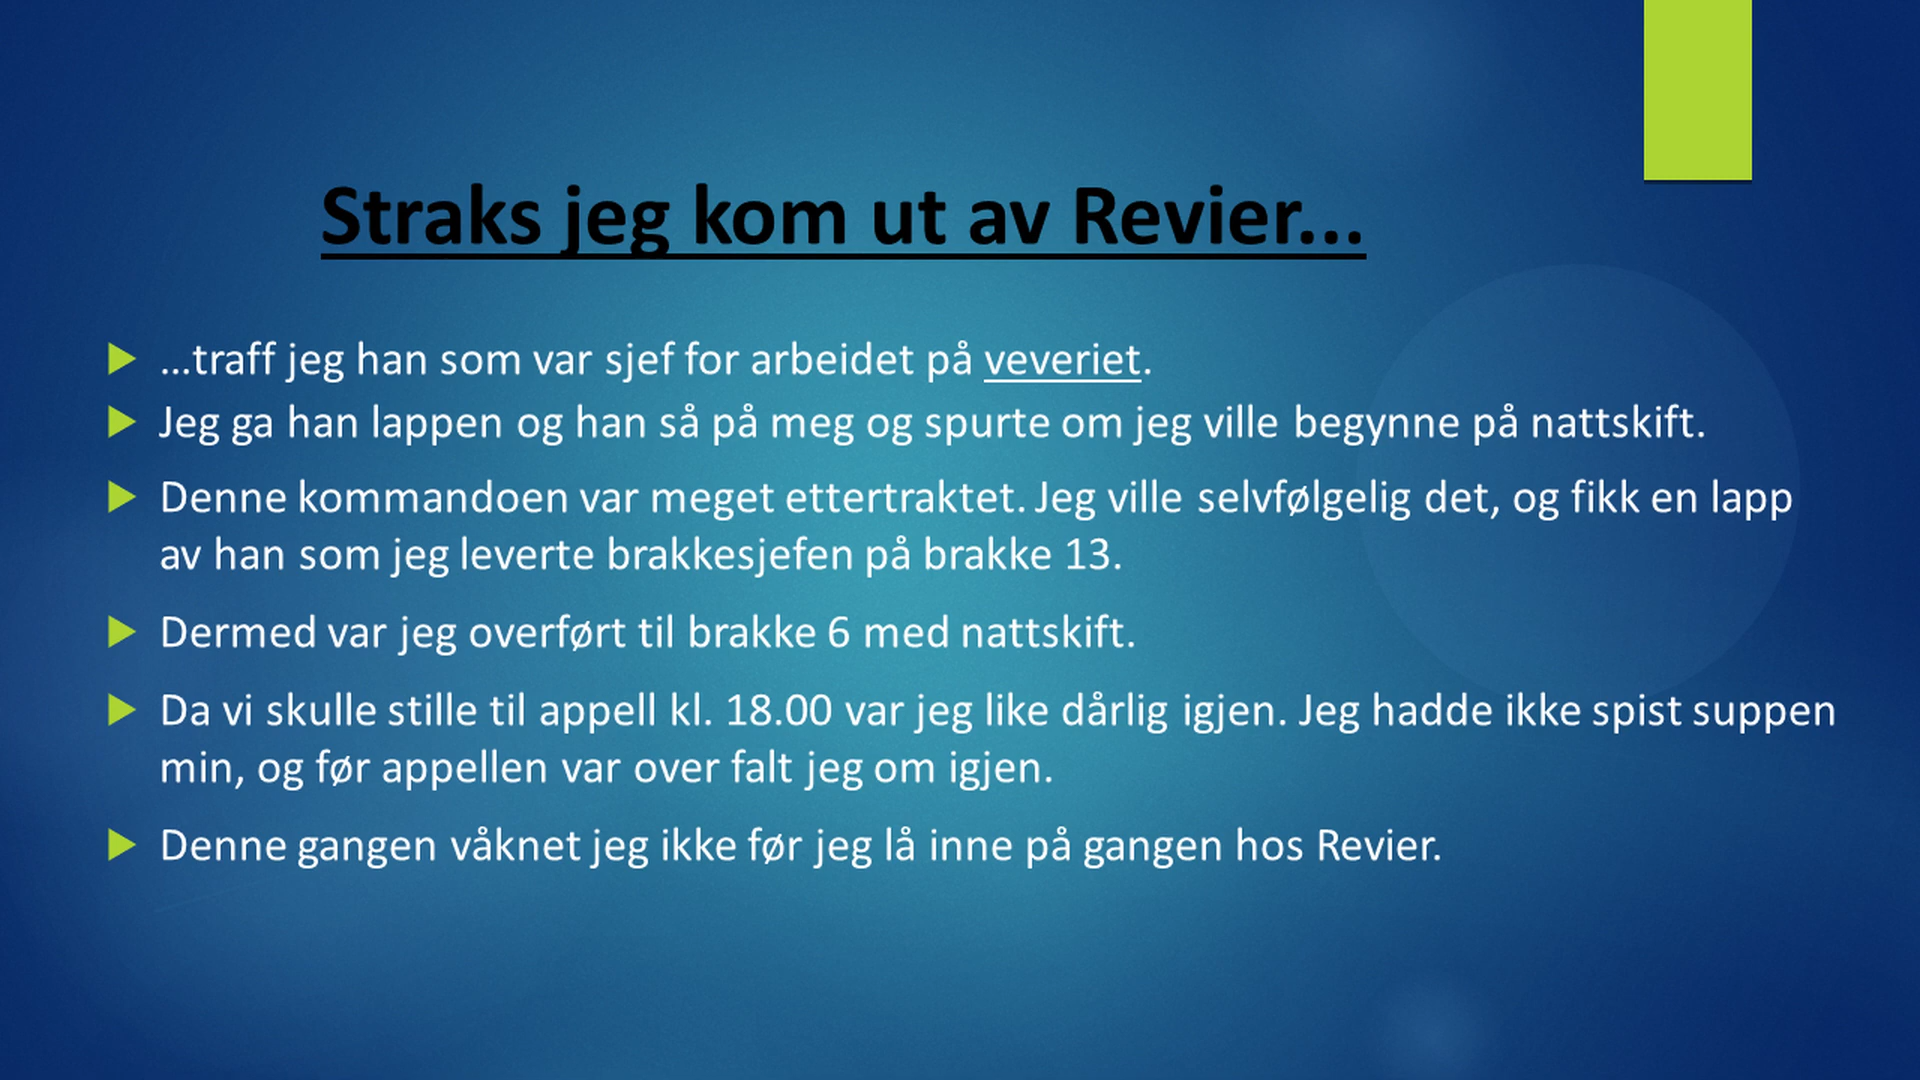 Straks jeg kom ut av Revier...
...traff jeg han som var sjef for arbeidet på veveriet.
Jeg ga han lappen og han så på meg og spurte om jeg ville begynne på nattskift.
Denne kommandoen var meget ettertraktet. Jeg ville selvfølgelig det, og fikk en lapp
av han som jeg leverte brakkesjefen på brakke 13.
Dermed var jeg overført til brakke 6 med nattskift.
Da vi skulle stille til appell kl. 18.00 var jeg like dårlig igjen. Jeg hadde ikke spist suppen
min, og før appellen var over falt jeg om igjen.
Denne gangen våknet jeg ikke før jeg lå inne på gangen hos Revier.